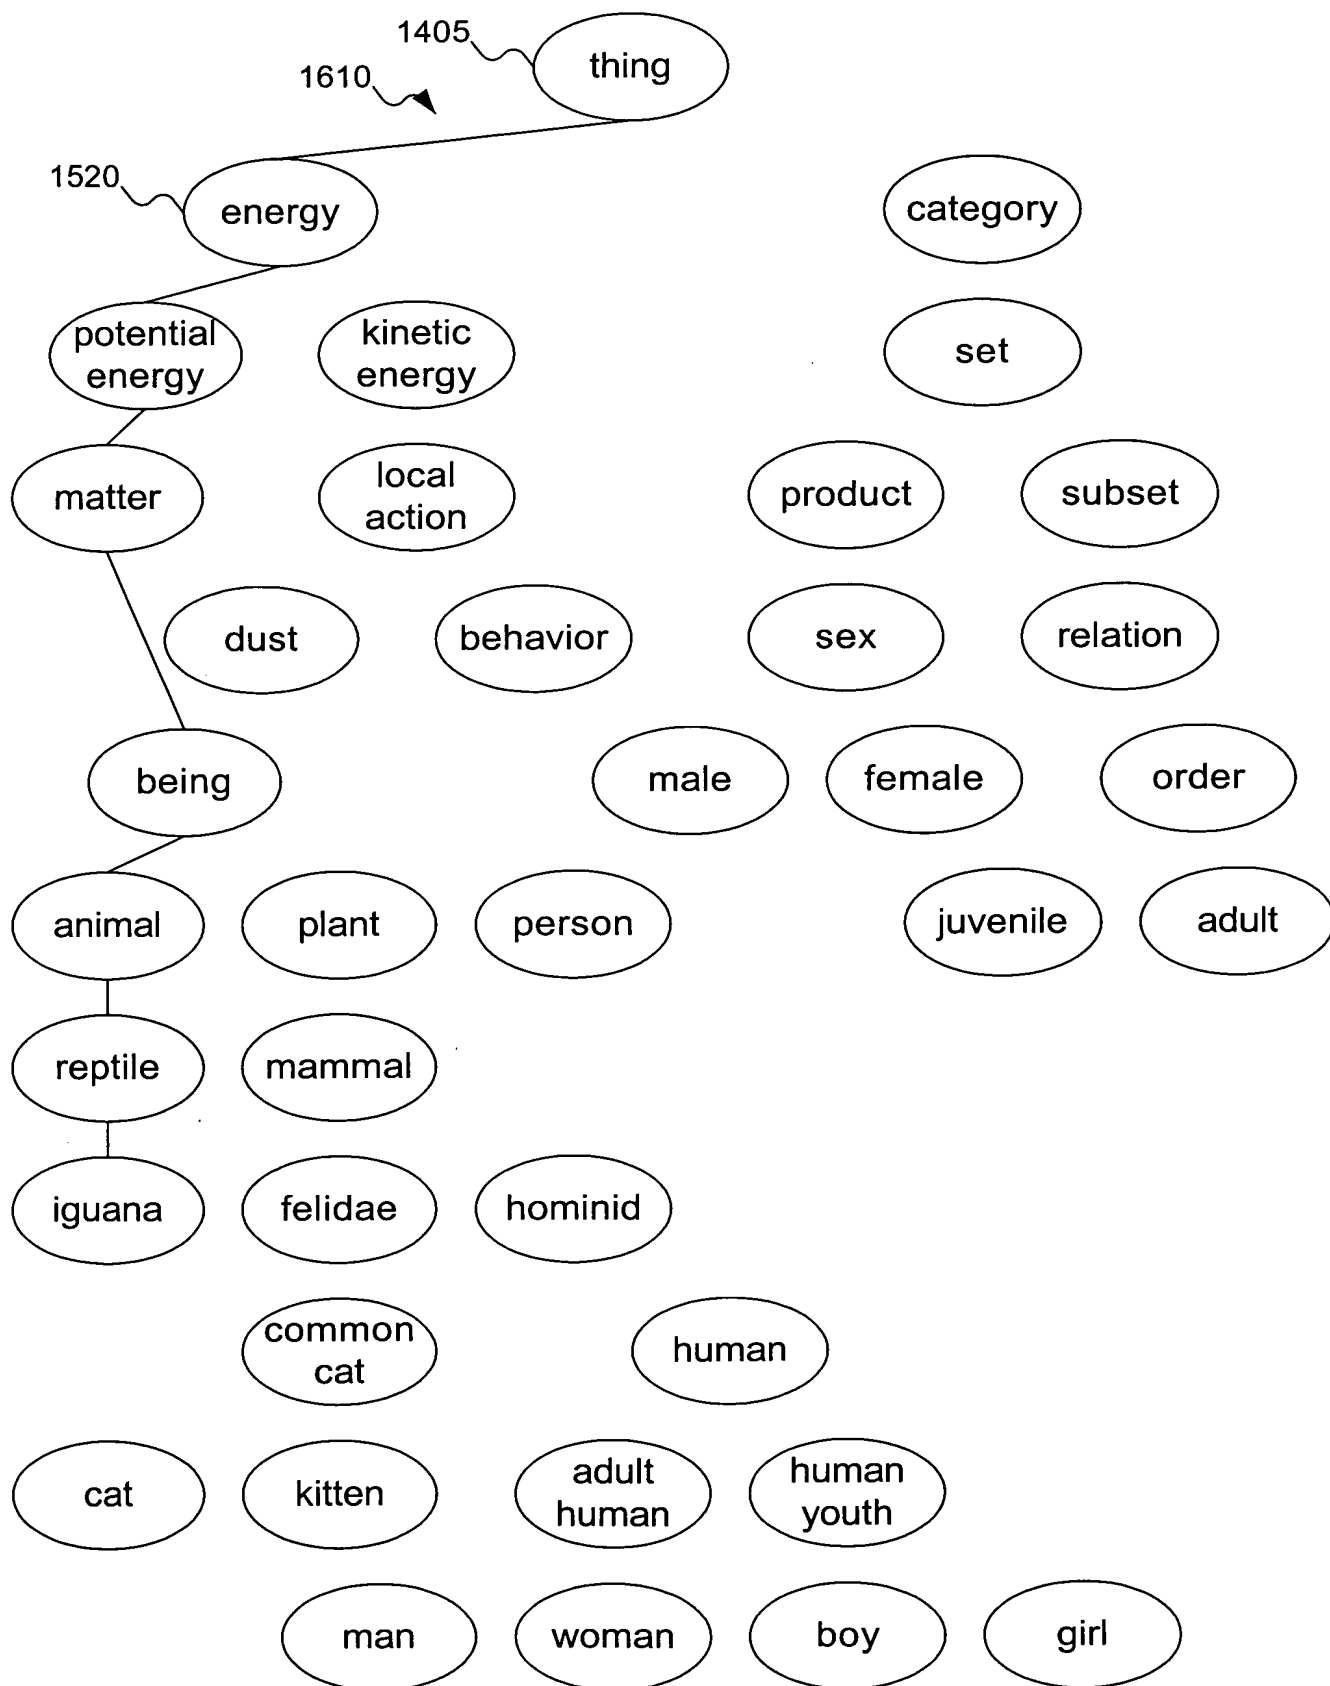 1405
thing
1610
1520
energy
category
potential
energy
kinetic
energy
set
matter
local
action
product
subset
dust
behavior
sex
relation
being
male
female
order
animal
plant
person
juvenile
adult
reptile
mammal
iguana
felidae
hominid
common
cat
human
cat
kitten
adult
human
human
youth
man
woman
boy
girl